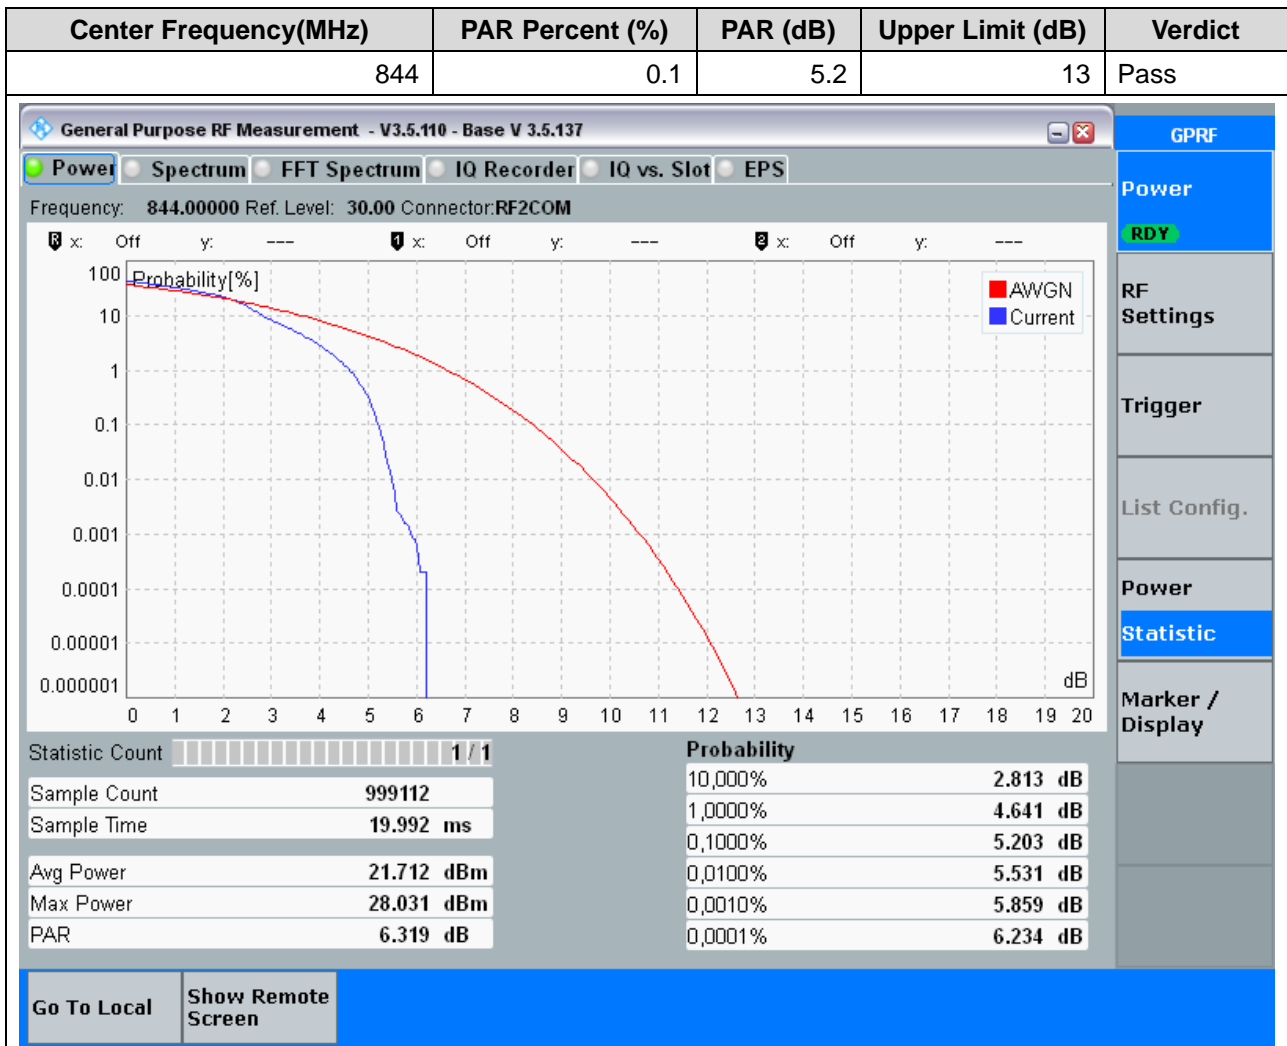 Center Frequency(MHz) PAR Percent (%) PAR (dB) Upper Limit (dB) Verdict
844 0.1 5.2 13 Pass
General Purpose RF Measurement - V3.5.110 - Base V 3.5.137
GPRF
Power Spectrum FFT Spectrum IQ Recorder IQ vs. Slot EPS
Power
RDY
Frequency: 844.00000 Ref. Level: 30.00 Connector:RF2COM
R x: Off y: --- 1 x: Off y: --- 2 x: Off y: ---
Probability[%]
AWGN
Current
100
10
1
0.1
0.01
0.001
0.0001
0.00001
0.000001
dB
0 1 2 3 4 5 6 7 8 9 10 11 12 13 14 15 16 17 18 19 20
RF
Settings
Trigger
List Config.
Power
Statistic
Marker /
Display
Statistic Count 1 / 1
Sample Count 999112
Sample Time 19.992 ms
Avg Power 21.712 dBm
Max Power 28.031 dBm
PAR 6.319 dB
Probability
10,000% 2.813 dB
1,0000% 4.641 dB
0,1000% 5.203 dB
0,0100% 5.531 dB
0,0010% 5.859 dB
0,0001% 6.234 dB
Go To Local
Show Remote
Screen